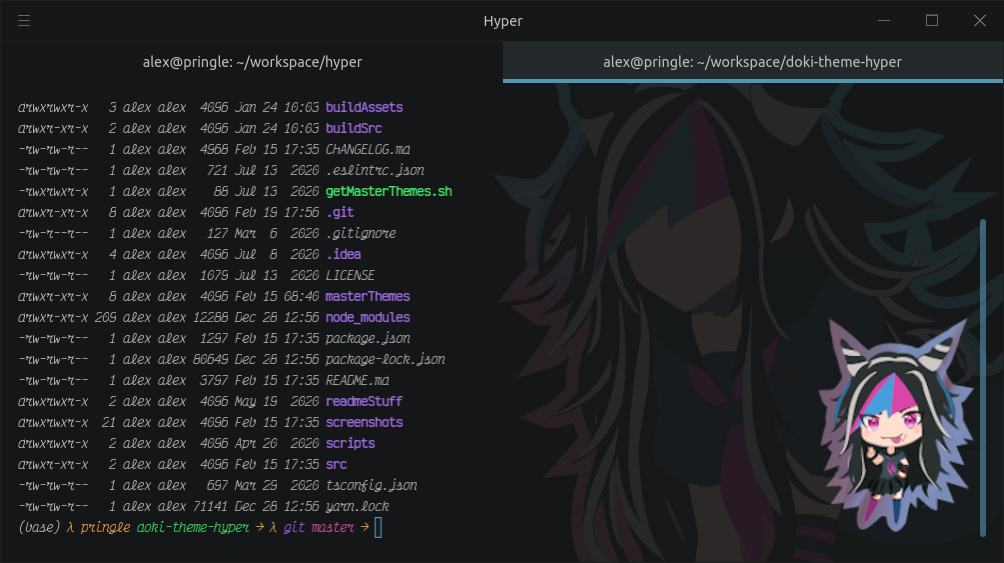 Hyper
alex@pringle: ~/workspace/hyper
alex@pringle: ~/workspace/doki-theme-hyper
drwxrwxr-x 3 alex alex 4096 Jan 24 10:03 buildAssets
drwxr-xr-x 2 alex alex 4096 Jan 24 10:03 buildSrc
-rw-rw-r-- 1 alex alex 4968 Feb 15 17:35 CHANGELOG.md
-rw-rw-r-- 1 alex alex 721 Jul 13 2020 .eslintrc.json
-rwxrwxr-x 1 alex alex 88 Jul 13 2020 getMasterThemes.sh
drwxrwxr-x 8 alex alex 4096 Feb 19 17:56 .git
-rw-r--r-- 1 alex alex 127 Mar 6 2020 .gitignore
drwxrwxr-x 4 alex alex 4096 Jul 8 2020 .idea
-rw-rw-r-- 1 alex alex 1079 Jul 13 2020 LICENSE
drwxrwxr-x 8 alex alex 4096 Feb 15 08:40 masterThemes
drwxr-xr-x 209 alex alex 12288 Dec 28 12:56 node_modules
-rw-rw-r-- 1 alex alex 1297 Feb 15 17:35 package.json
-rw-rw-r-- 1 alex alex 80649 Dec 28 12:56 package-lock.json
-rw-rw-r-- 1 alex alex 3797 Feb 15 17:35 README.md
drwxrwxr-x 2 alex alex 4096 May 19 2020 readmeStuff
drwxrwxr-x 21 alex alex 4096 Feb 15 17:35 screenshots
drwxrwxr-x 2 alex alex 4096 Apr 20 2020 scripts
drwxr-xr-x 2 alex alex 4096 Feb 15 17:35 src
-rw-rw-r-- 1 alex alex 697 Mar 29 2020 tsconfig.json
-rw-rw-r-- 1 alex alex 71141 Dec 28 12:56 yarn.lock
(base) λ pringle doki-theme-hyper → λ git master →